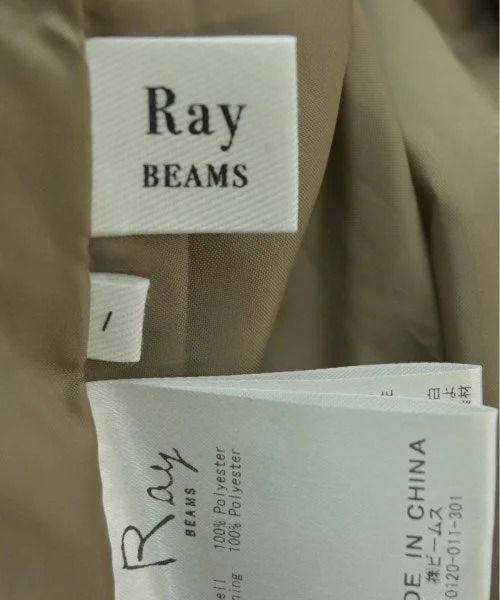 Ray
BEAMS
1
Ray
BEAMS
100% Polyester
100% Polyester
DE IN CHINA
㈱ビームス
0120-011-301